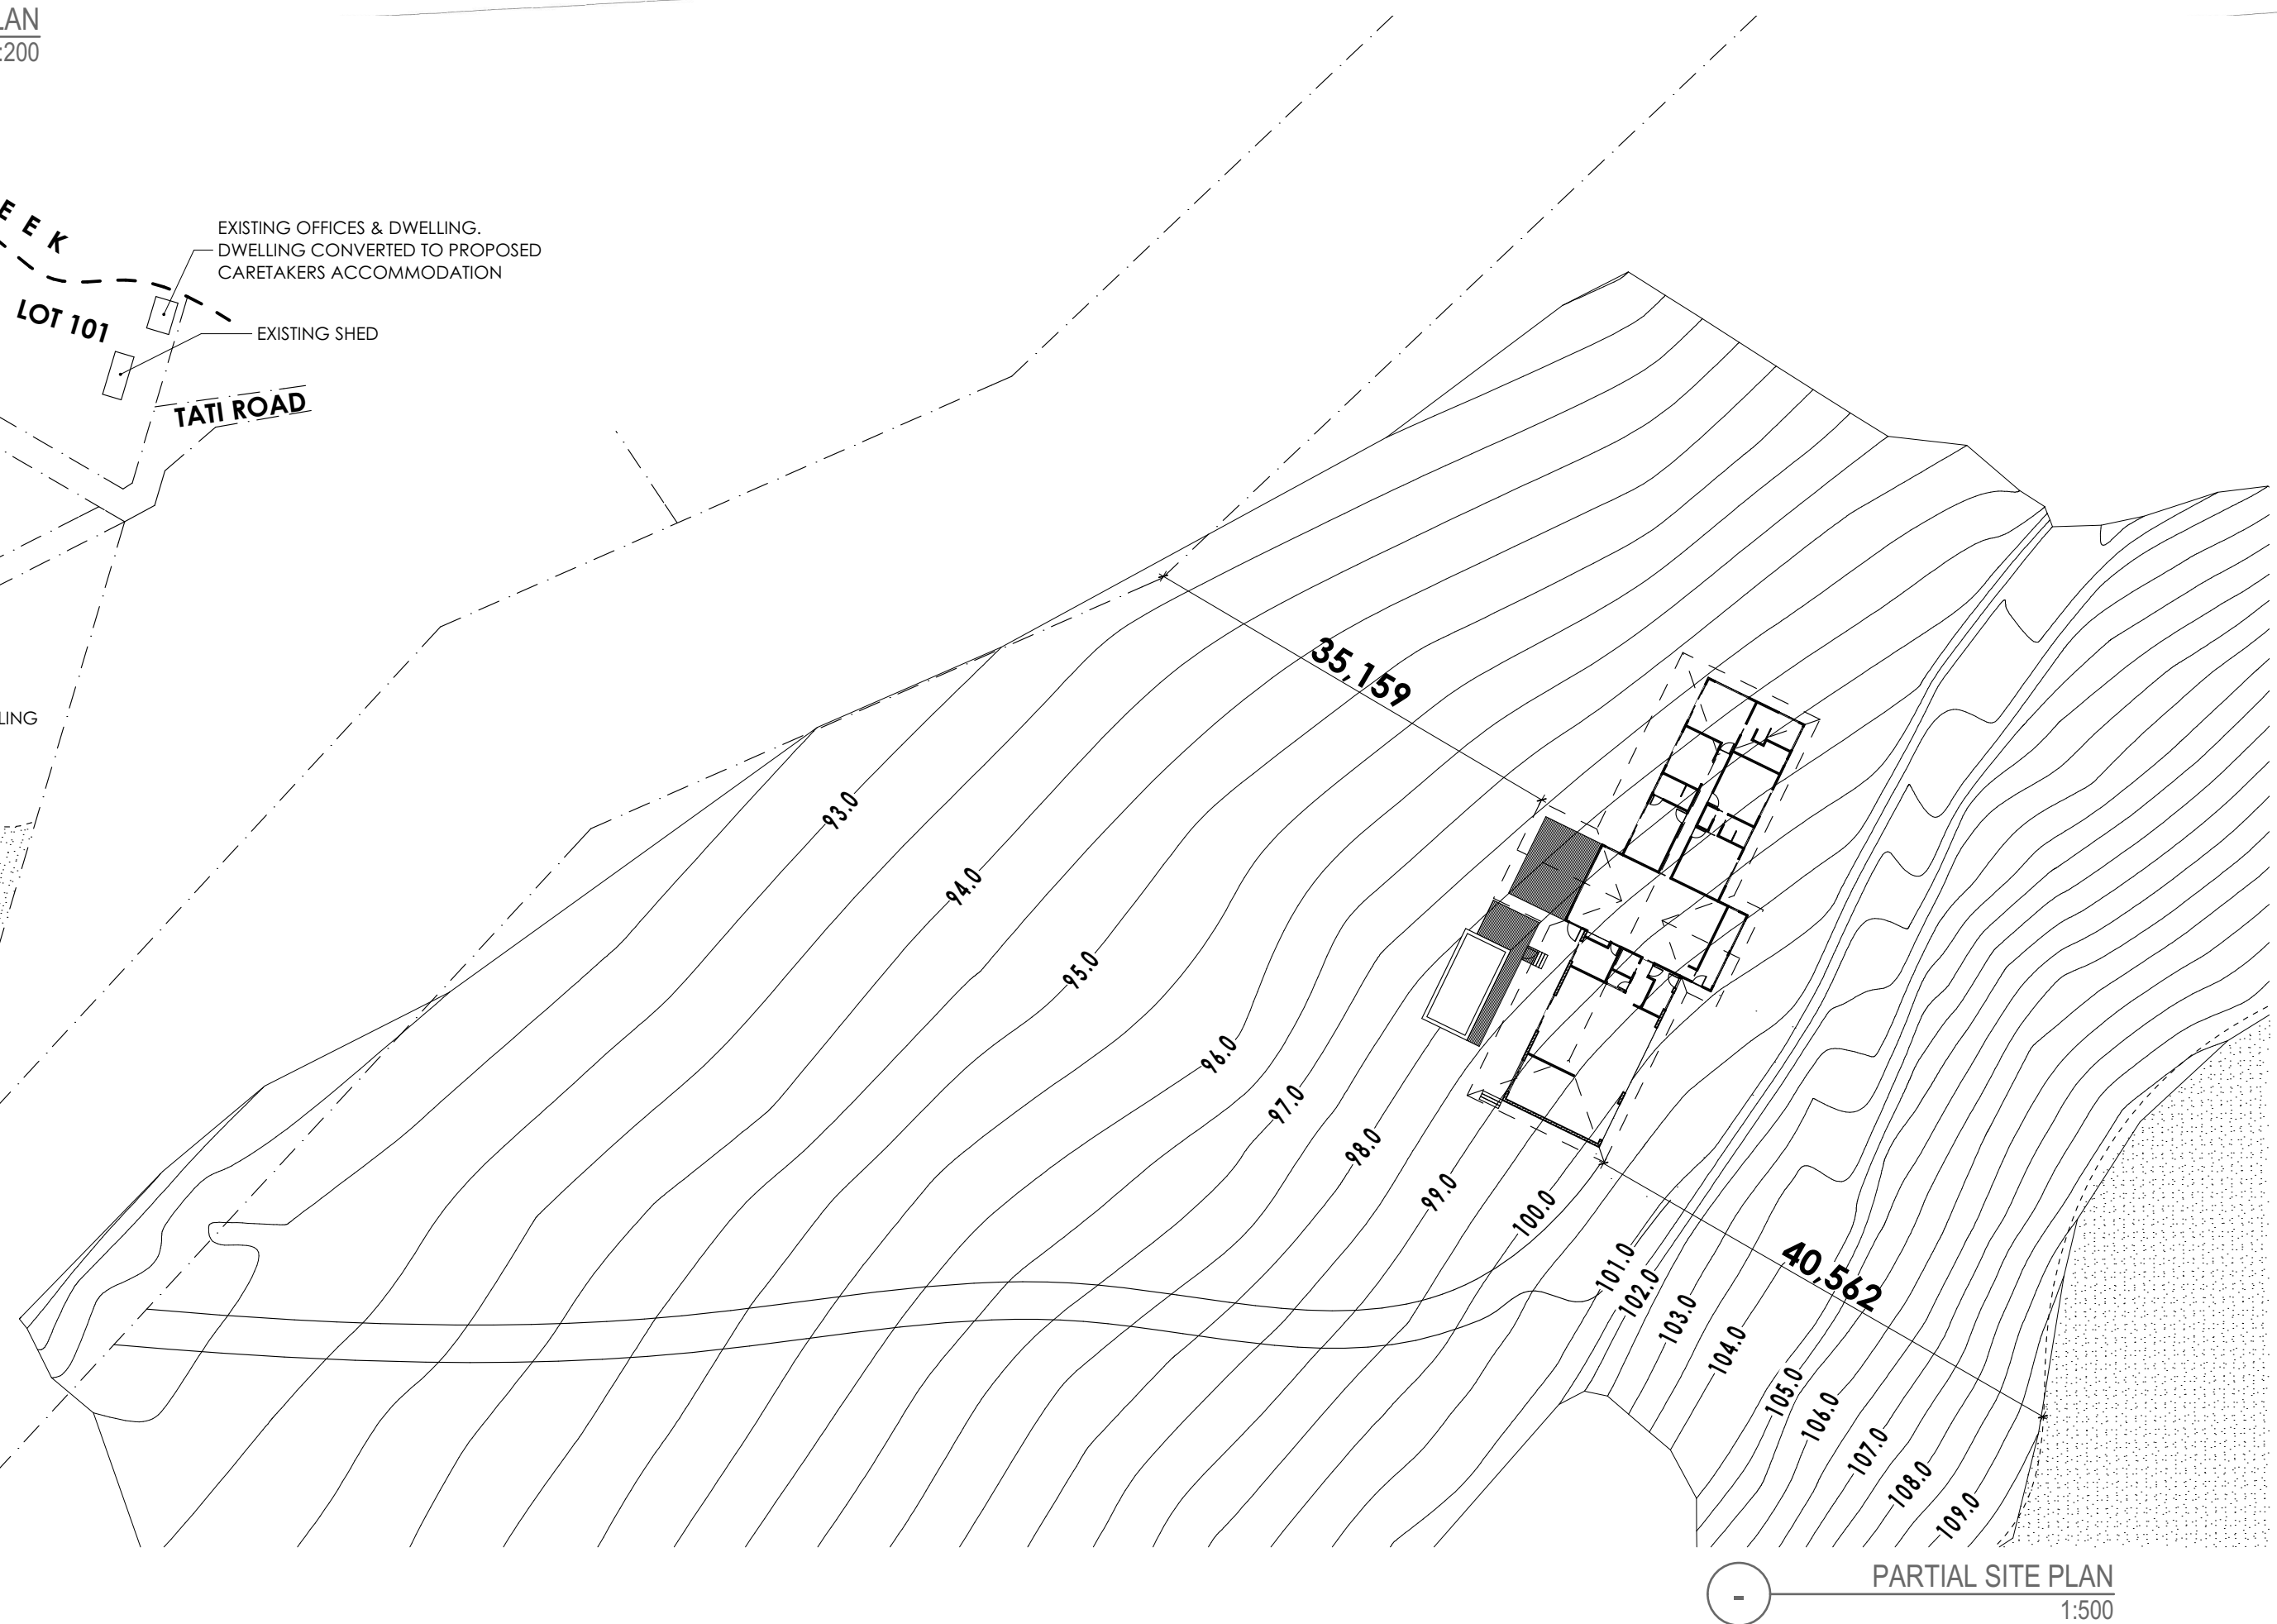 LAN
:200
EEK
EXISTING OFFICES & DWELLING.
DWELLING CONVERTED TO PROPOSED
CARETAKERS ACCOMMODATION
LOT 101
EXISTING SHED
TATI ROAD
LING
35,159
93.0
94.0
95.0
96.0
97.0
98.0
99.0
100.0
101.0
102.0
103.0
104.0
105.0
106.0
107.0
108.0
109.0
40,562
-
PARTIAL SITE PLAN
1:500